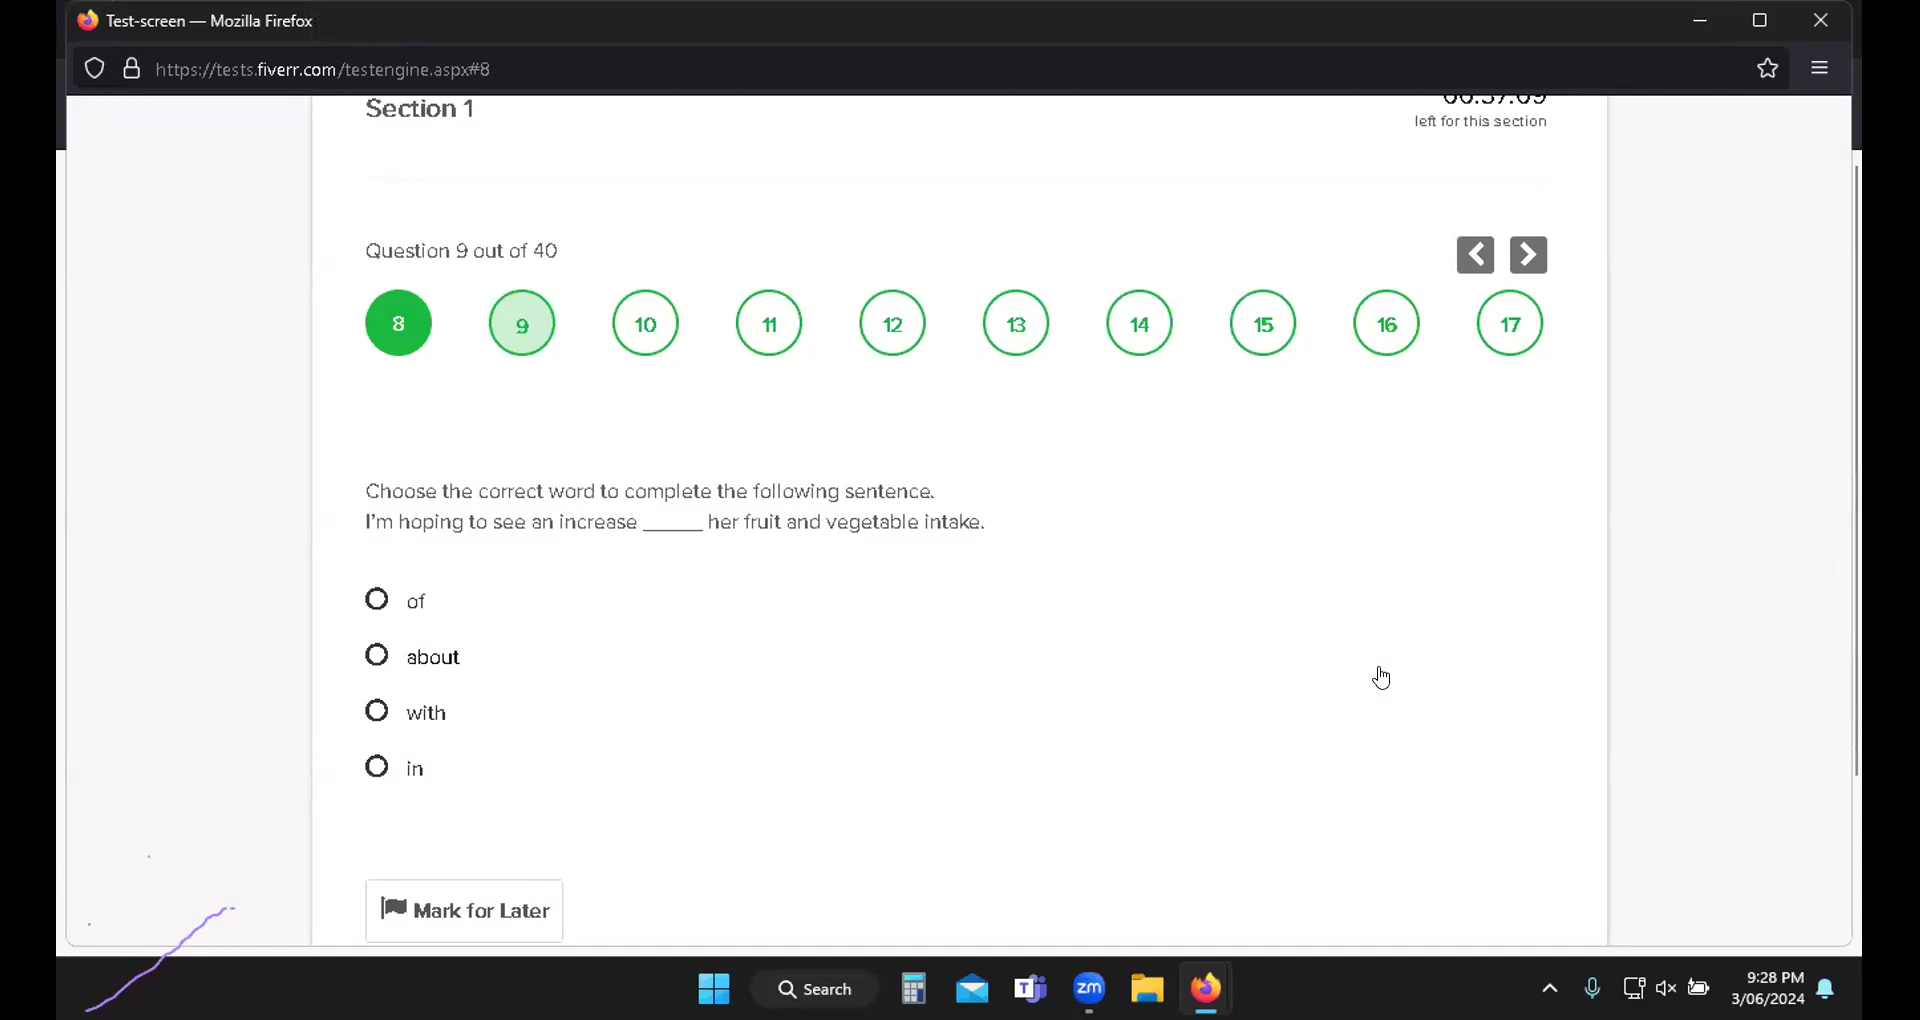 Test-screen — Mozilla Firefox
https://tests.fiverr.com/testengine.aspx#8
Section 1
left for this section
Question 9 out of 40
8 9 10 11 12 13 14 15 16 17
Choose the correct word to complete the following sentence.
I'm hoping to see an increase ______ her fruit and vegetable intake.
of
about
with
in
Mark for Later
Search
T
zm
9:28 PM
3/06/2024